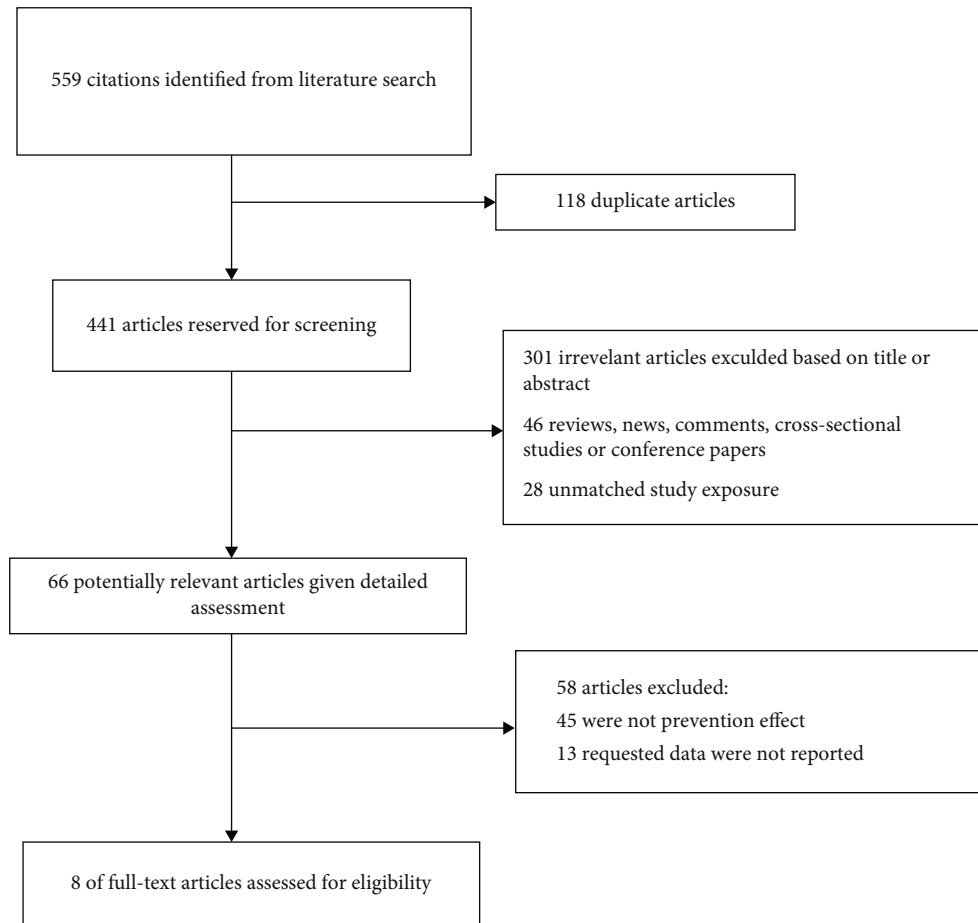 559 citations identified from literature search
118 duplicate articles
441 articles reserved for screening
301 irrevelant articles exculded based on title or
abstract
46 reviews, news, comments, cross-sectional
studies or conference papers
28 unmatched study exposure
66 potentially relevant articles given detailed
assessment
58 articles excluded:
45 were not prevention effect
13 requested data were not reported
8 of full-text articles assessed for eligibility